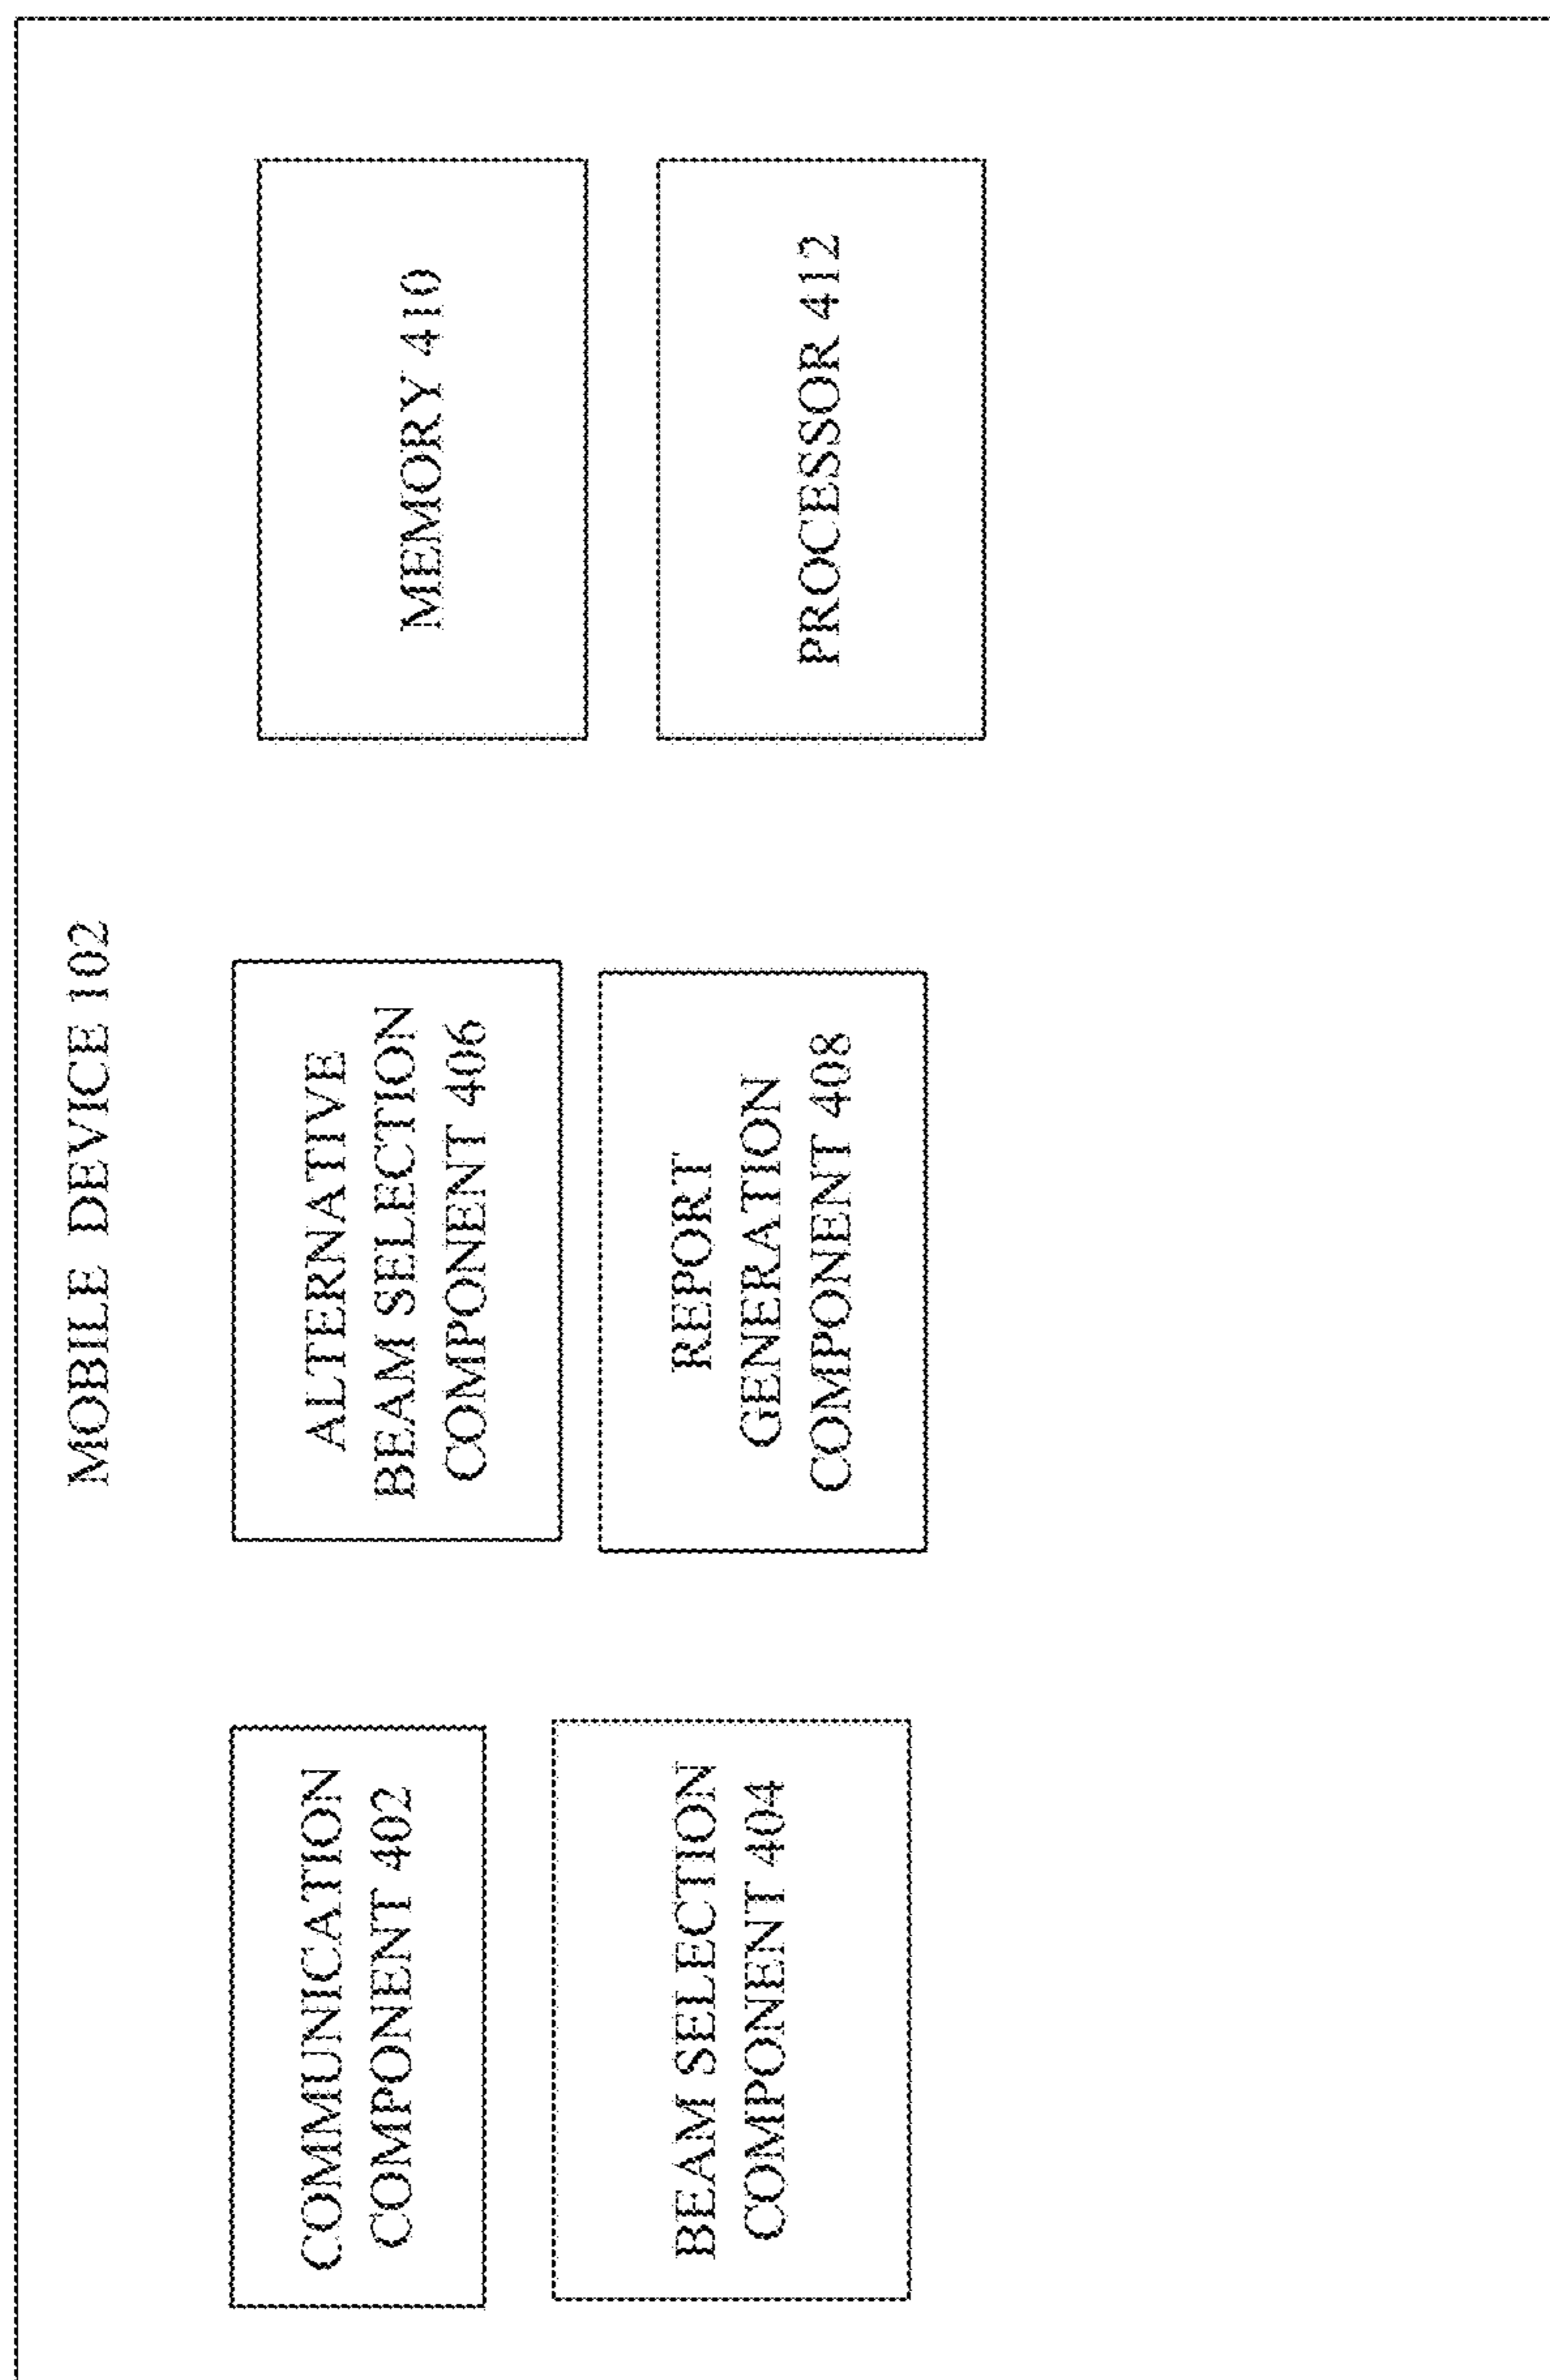 MOBILE DEVICE 102
COMMUNICATION
COMPONENT 402
BEAM SELECTION
COMPONENT 404
ALTERNATIVE
BEAM SELECTION
COMPONENT 406
REPORT
GENERATION
COMPONENT 408
MEMORY 410
PROCESSOR 412